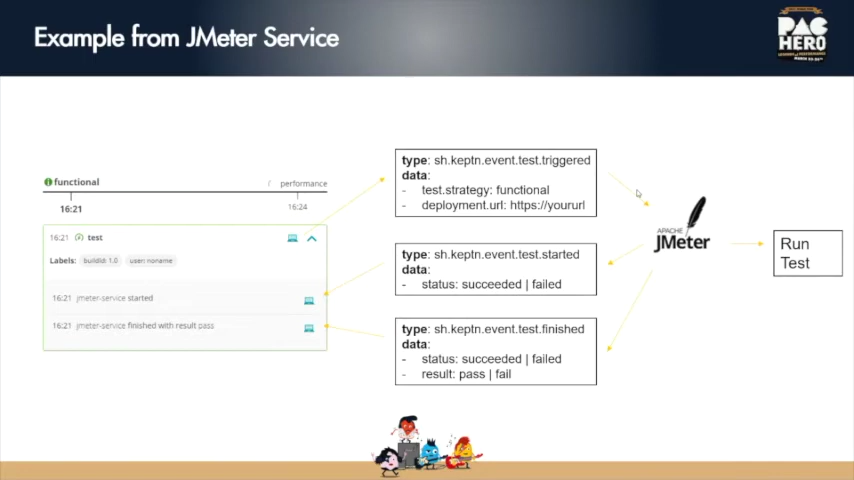 Example from JMeter Service
PAC
HERO
functional
/ performance
16:21
16:24
16:21 test
Labels: buildId: 1.0 user: noname
16:21 jmeter-service started
16:21 jmeter-service finished with result pass
type: sh.keptn.event.test.triggered
data:
- test.strategy: functional
- deployment.url: https://yoururl
type: sh.keptn.event.test.started
data:
- status: succeeded | failed
type: sh.keptn.event.test.finished
data:
- status: succeeded | failed
- result: pass | fail
APACHE
JMeter
Run
Test